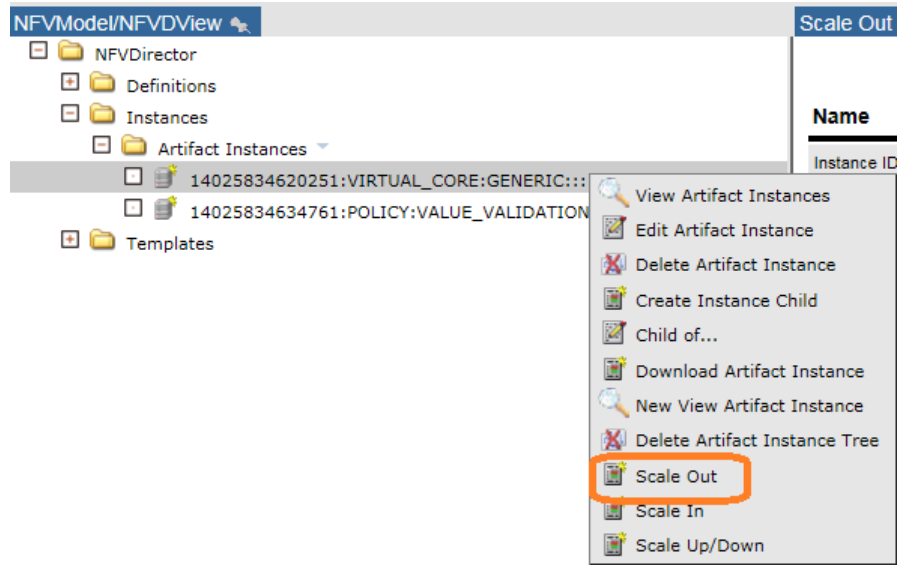 NFVModel/NFVDView
Scale Out
NFVDirector
Definitions
Instances
Name
Artifact Instances
Instance ID
14025834620251:VIRTUAL_CORE:GENERIC:::
14025834634761:POLICY:VALUE_VALIDATION
Templates
View Artifact Instances
Edit Artifact Instance
Delete Artifact Instance
Create Instance Child
Child of...
Download Artifact Instance
New View Artifact Instance
Delete Artifact Instance Tree
Scale Out
Scale In
Scale Up/Down